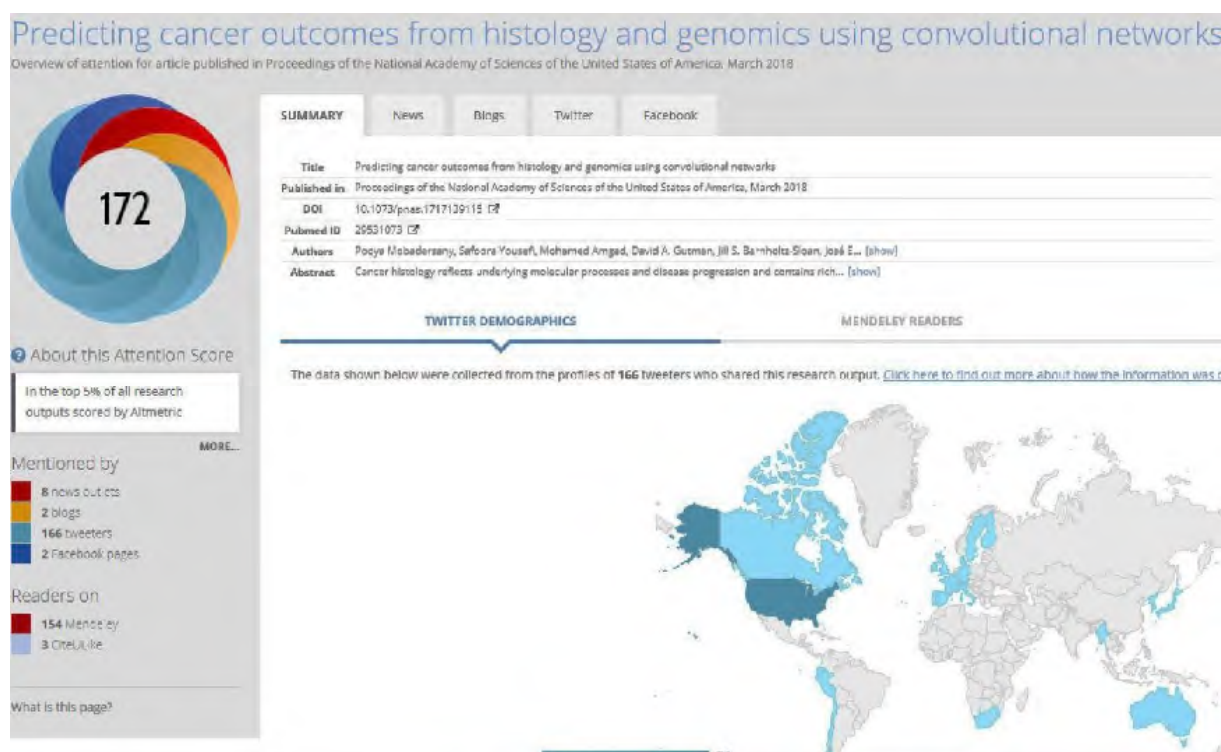 Predicting cancer outcomes from histology and genomics using convolutional networks
Overview of attention for article published in Proceedings of the National Academy of Sciences of the United States of America, March 2018
172
About this Attention Score
In the top 5% of all research
outputs scored by Altmetric
MORE...
Mentioned by
8 news outlets
2 blogs
166 tweeters
2 Facebook pages
Readers on
154 Mendeley
3 CiteULike
What is this page?
SUMMARY News Blogs Twitter Facebook
Title Predicting cancer outcomes from histology and genomics using convolutional networks
Published in Proceedings of the National Academy of Sciences of the United States of America, March 2018
DOI 10.1073/pnas.1717139115
Pubmed ID 29531073
Authors Pooya Mobadersany, Safoora Yousefi, Mohamed Amgad, David A. Gutman, Jill S. Barnholtz-Sloan, José E... [show]
Abstract Cancer histology reflects underlying molecular processes and disease progression and contains rich... [show]
TWITTER DEMOGRAPHICS MENDELEY READERS
The data shown below were collected from the profiles of 166 tweeters who shared this research output. Click here to find out more about how the information was